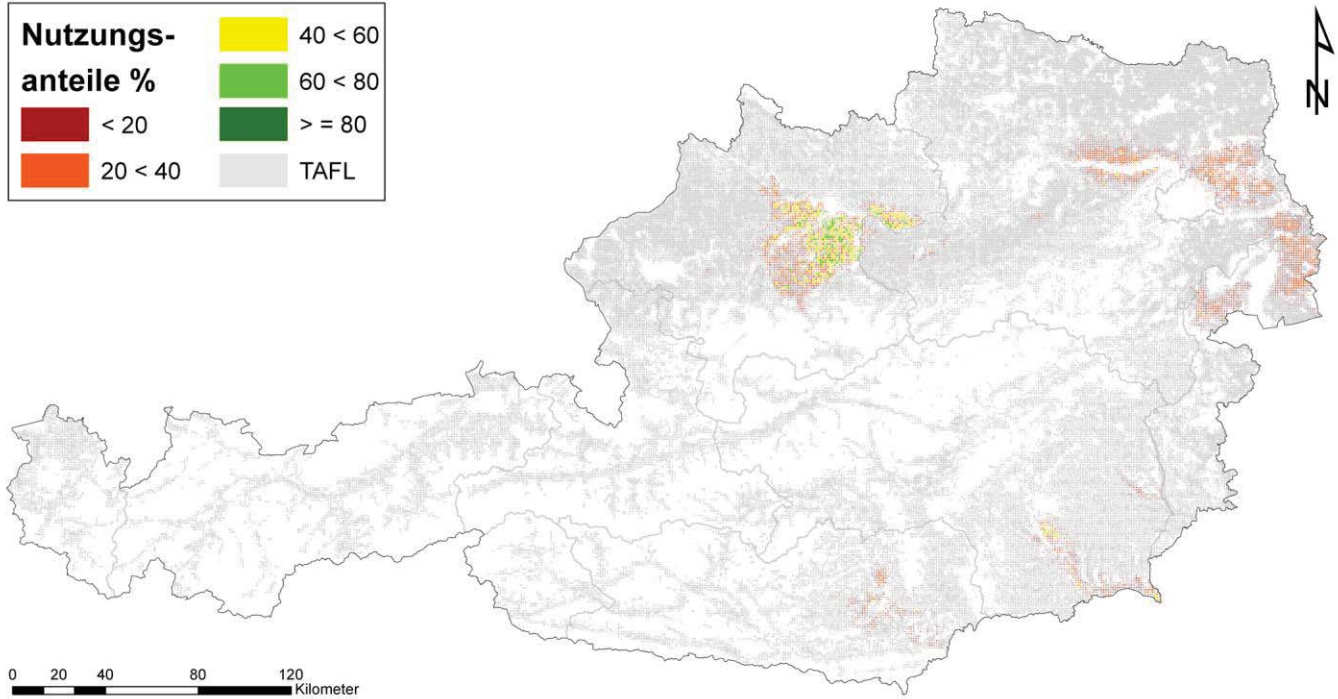 Nutzungs-
anteile %
< 20
20 < 40
40 < 60
60 < 80
> = 80
TAFL
N
0 20 40 80 120
Kilometer